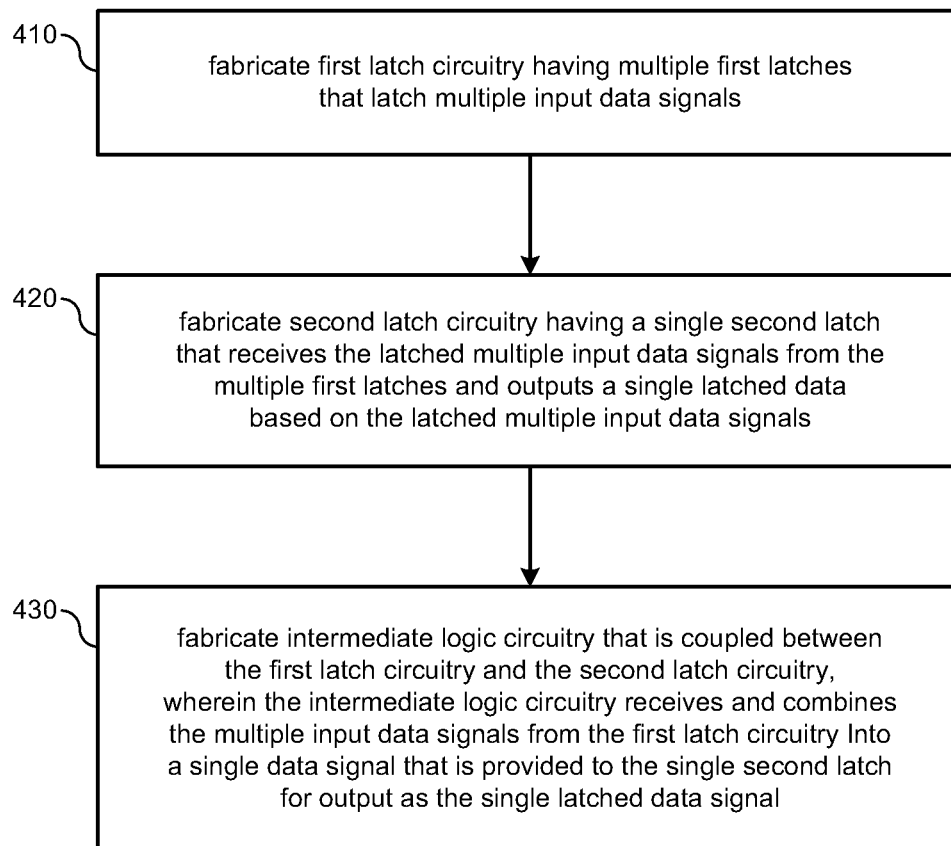 410
fabricate first latch circuitry having multiple first latches
that latch multiple input data signals
420
fabricate second latch circuitry having a single second latch
that receives the latched multiple input data signals from the
multiple first latches and outputs a single latched data
based on the latched multiple input data signals
430
fabricate intermediate logic circuitry that is coupled between
the first latch circuitry and the second latch circuitry,
wherein the intermediate logic circuitry receives and combines
the multiple input data signals from the first latch circuitry Into
a single data signal that is provided to the single second latch
for output as the single latched data signal